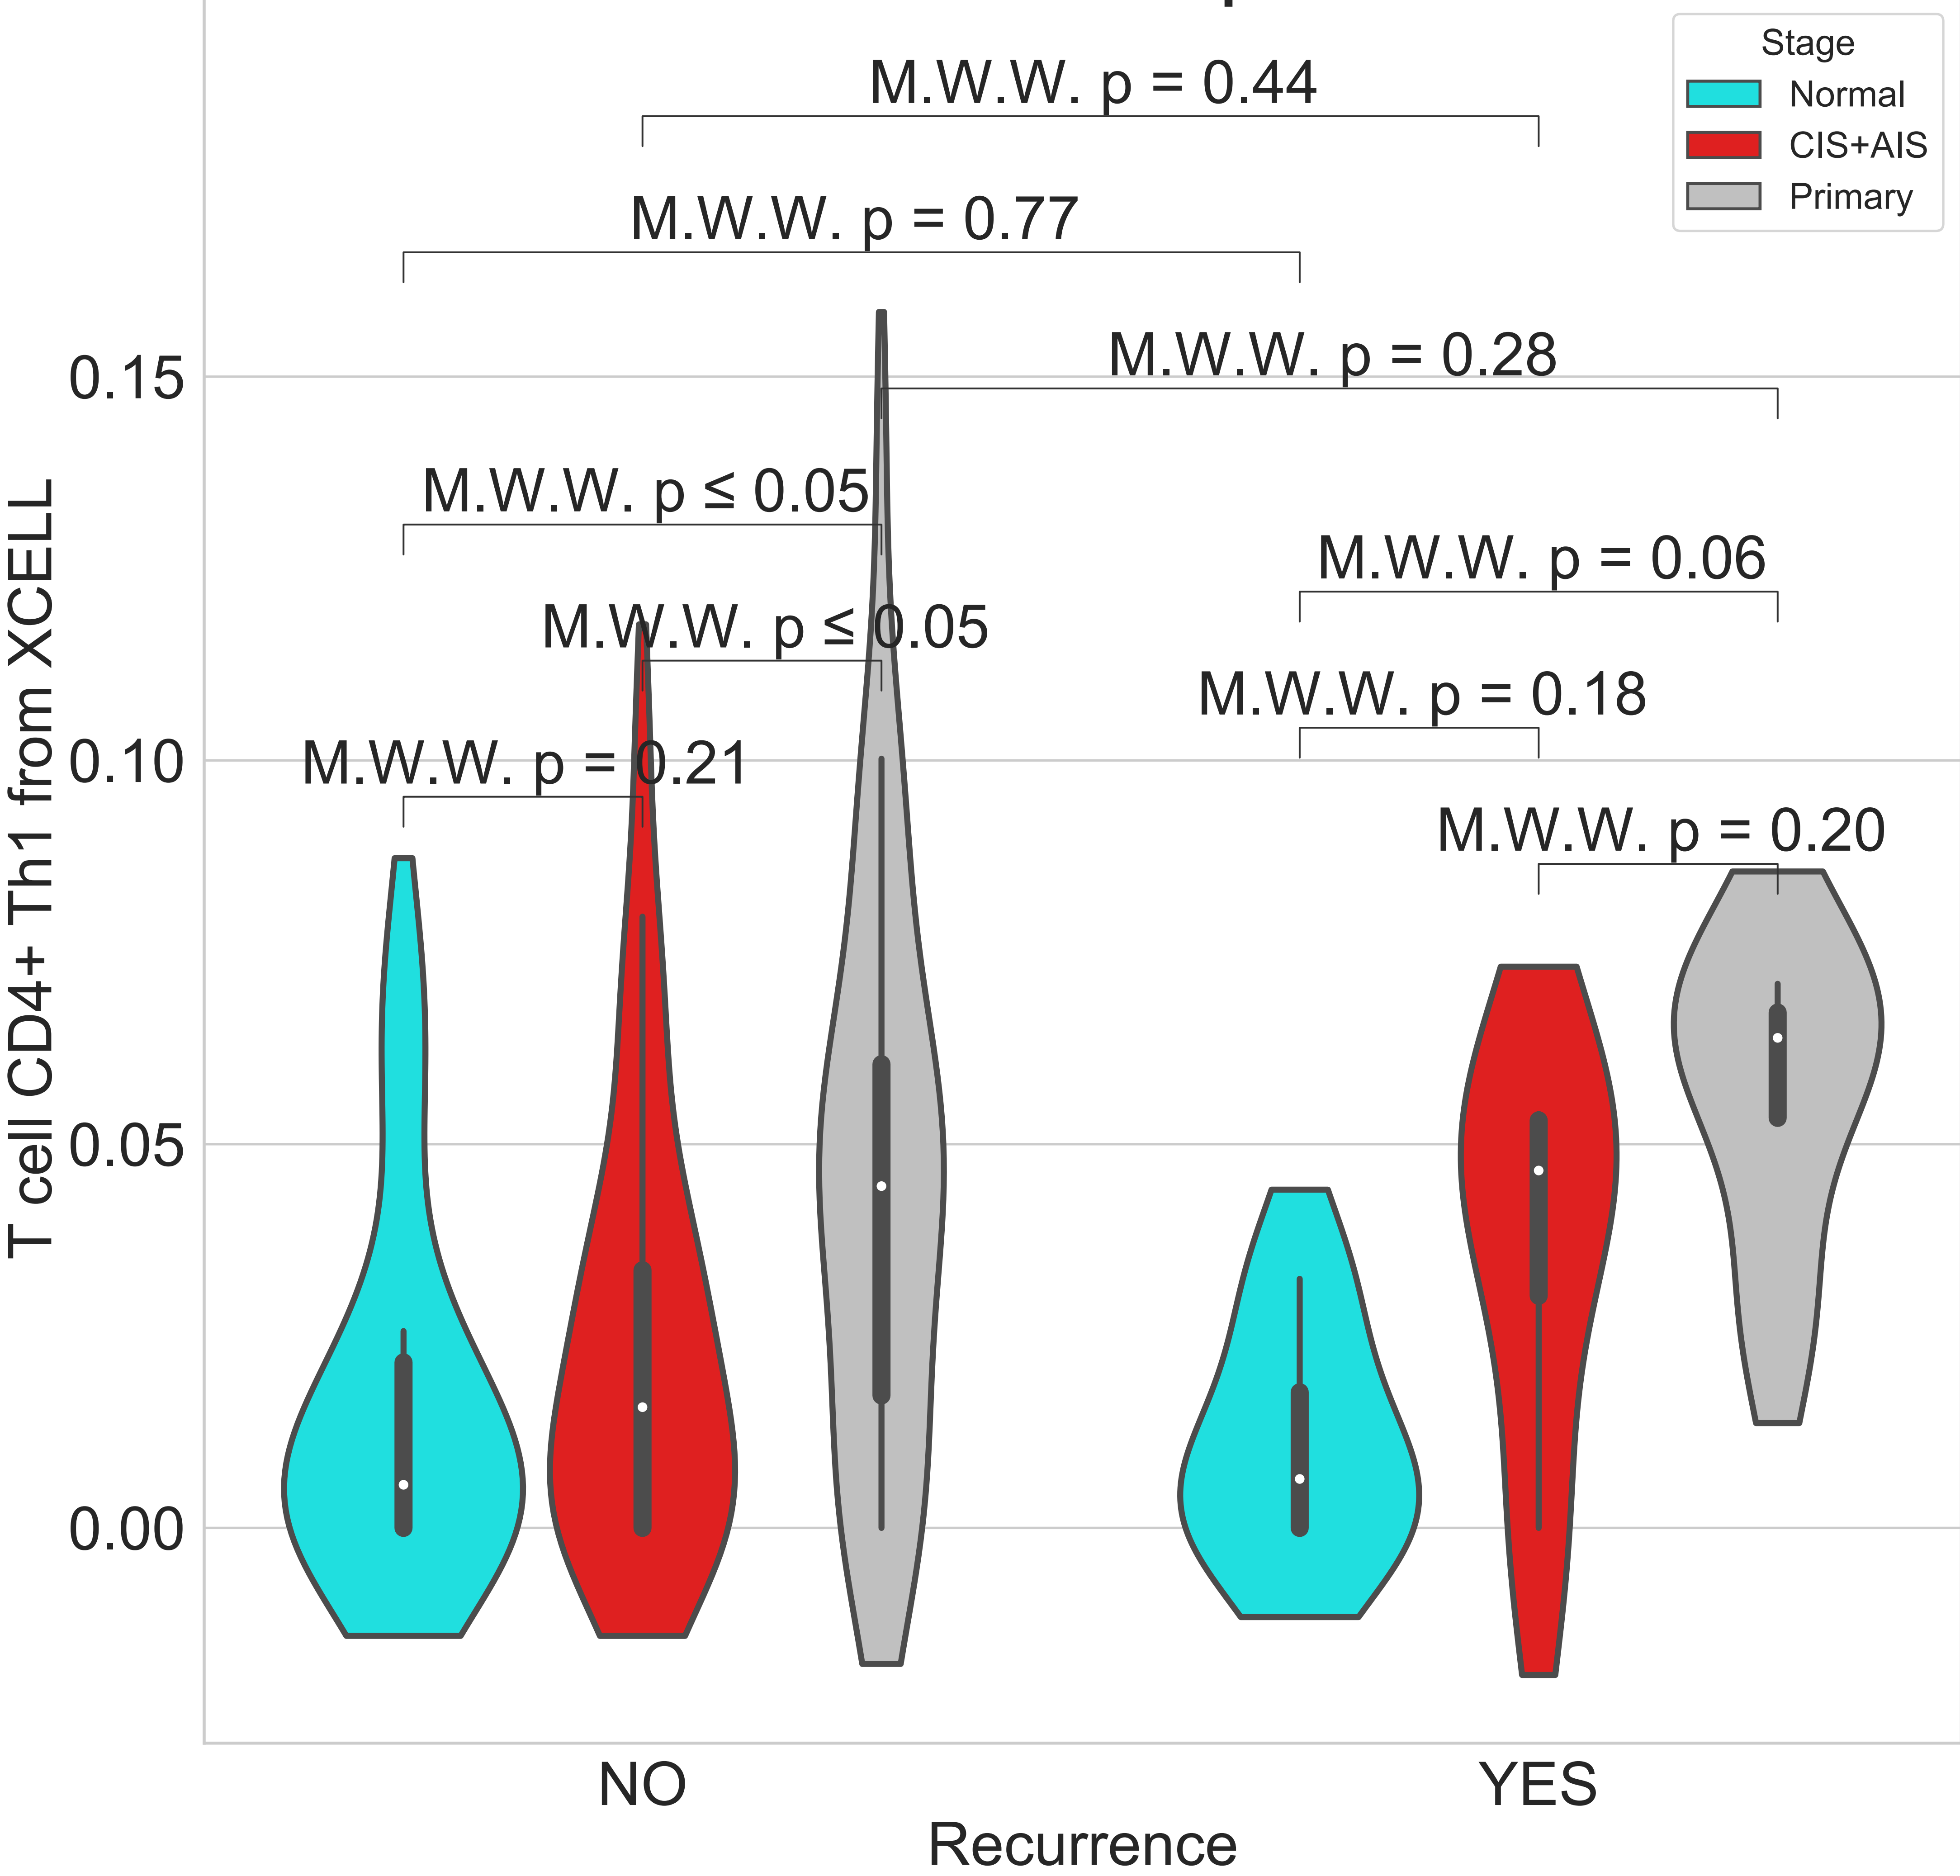 Stage
Normal
CIS+AIS
Primary
M.W.W. p = 0.44
M.W.W. p = 0.77
M.W.W. p = 0.28
M.W.W. p ≤ 0.05
M.W.W. p = 0.06
M.W.W. p ≤ 0.05
M.W.W. p = 0.18
M.W.W. p = 0.21
M.W.W. p = 0.20
T cell CD4+ Th1 from XCELL
0.15
0.10
0.05
0.00
NO
YES
Recurrence